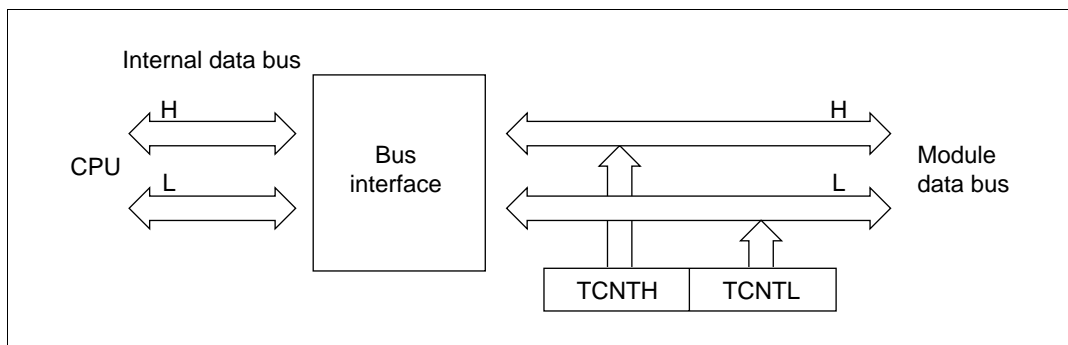 Internal data bus
H
H
CPU
Bus
interface
Module
data bus
L
L
TCNTH
TCNTL